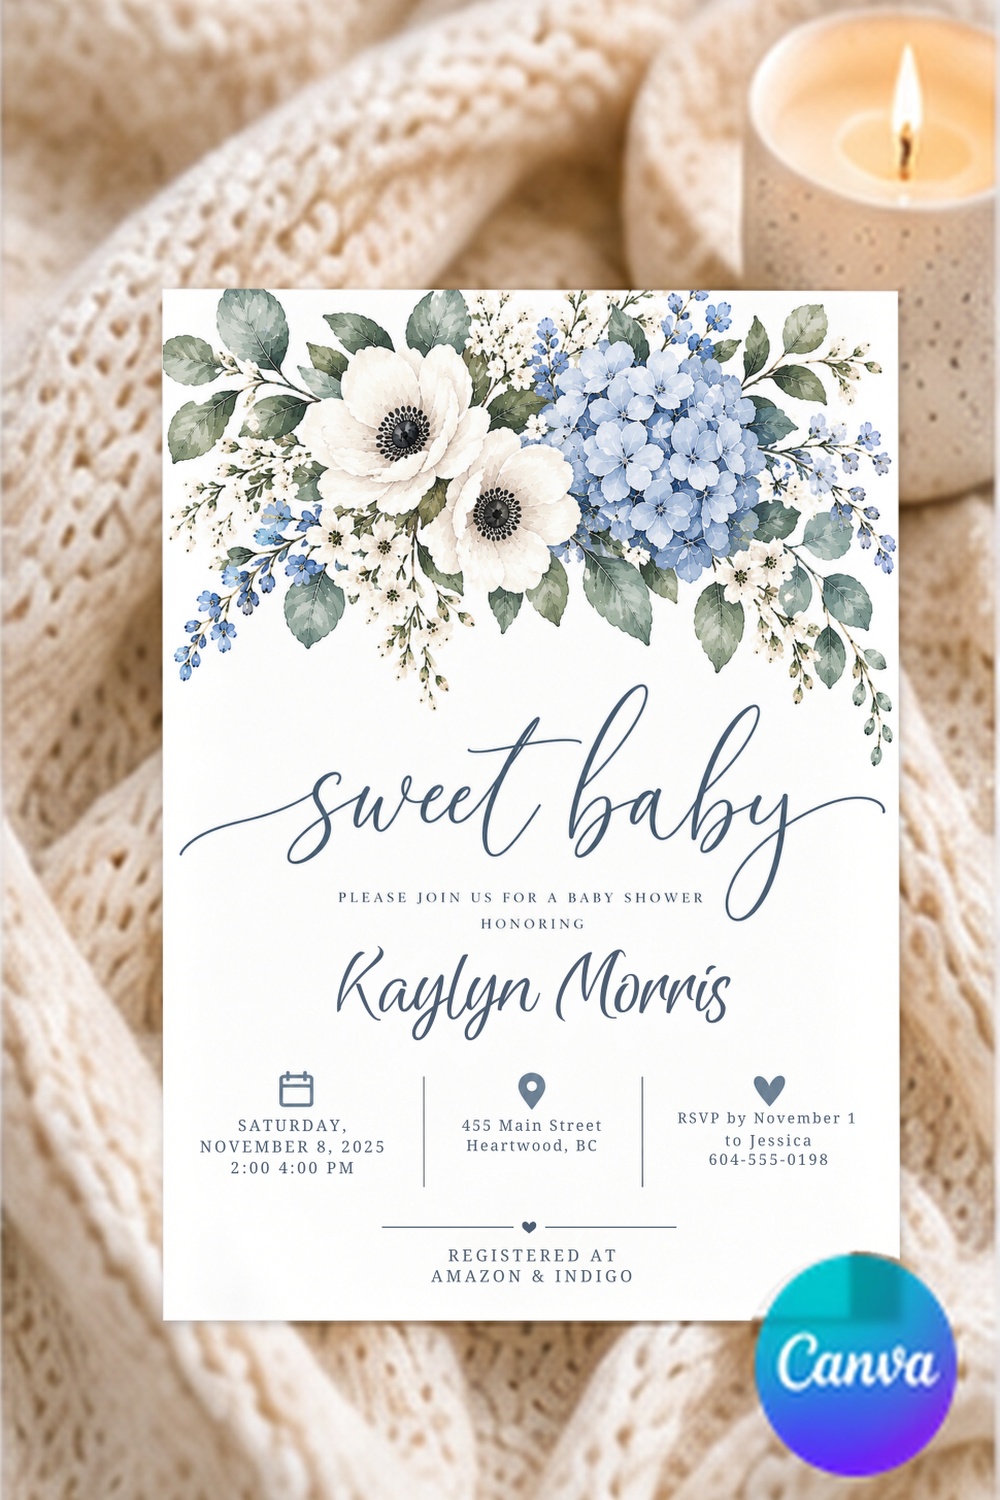 sweet baby
PLEASE JOIN US FOR A BABY SHOWER
HONORING
Kaylyn Morris
SATURDAY,
NOVEMBER 8, 2025
2:00 4:00 PM
455 Main Street
Heartwood, BC
RSVP by November 1
to Jessica
604-555-0198
REGISTERED AT
AMAZON & INDIGO
Canva